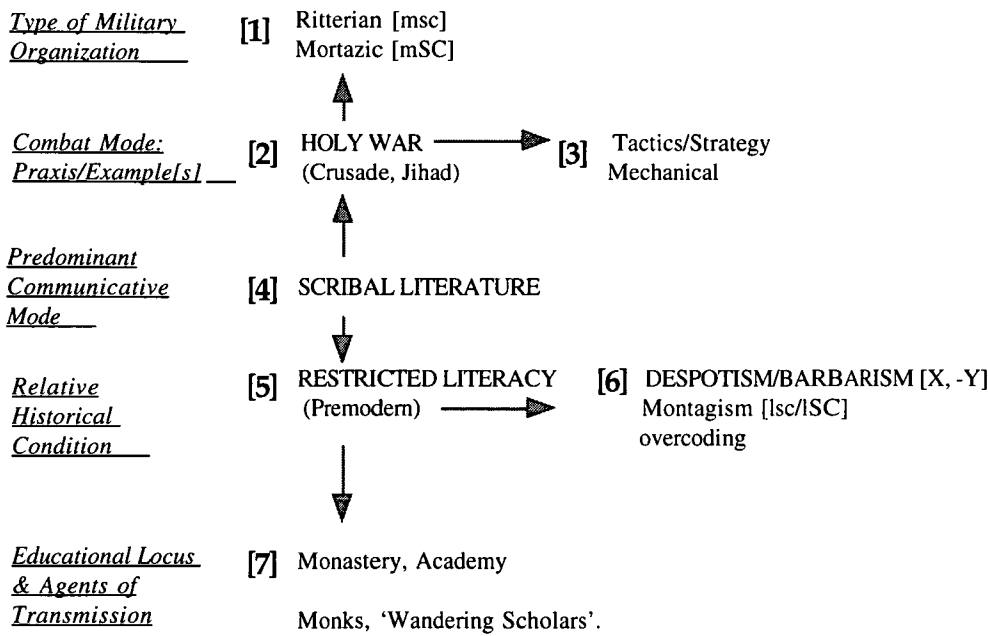 Type of Military [1] Ritterian [msc]
Organization Mortazic [mSC]
Combat Mode: [2] HOLY WAR [3] Tactics/Strategy
Praxis/Example[s] (Crusade, Jihad) Mechanical
Predominant
Communicative [4] SCRIBAL LITERATURE
Mode
Relative [5] RESTRICTED LITERACY [6] DESPOTISM/BARBARISM [X, -Y]
Historical (Premodern) Montagism [lsc/lSC]
Condition overcoding
Educational Locus [7] Monastery, Academy
& Agents of
Transmission Monks, ‘Wandering Scholars’.